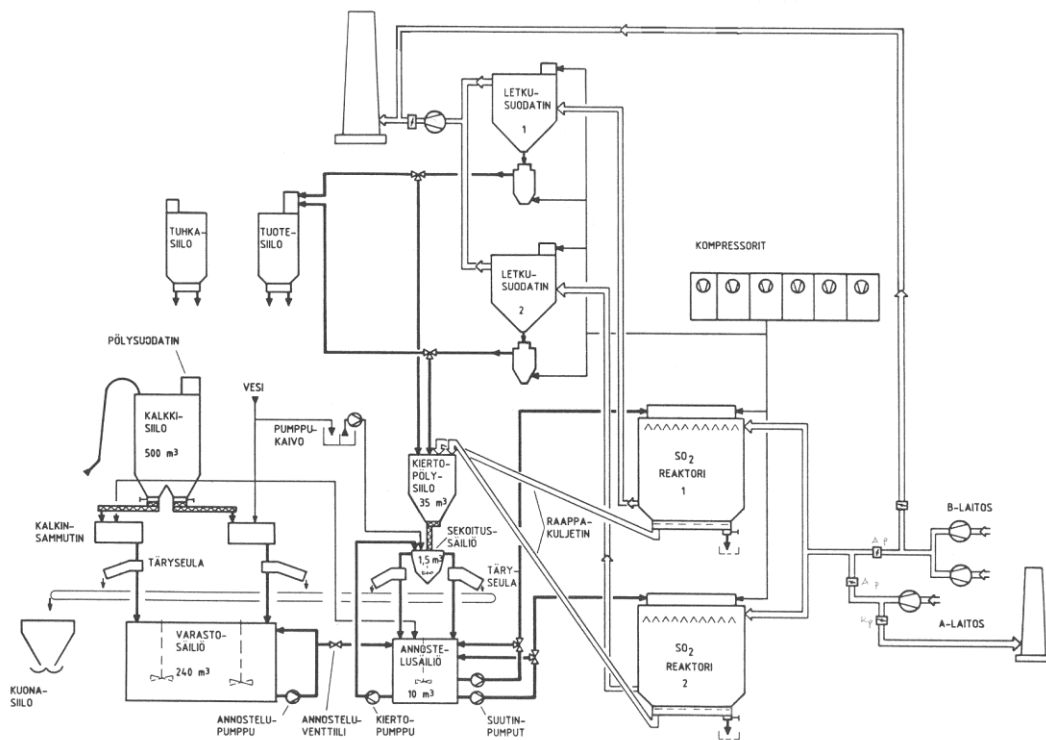 LETKU-
SUODATIN
1
TUHKA-
SIILO
TUOTE-
SIILO
LETKU-
SUODATIN
2
KOMPRESSORIT
PÖLYSUODATIN
VESI
KALKKI-
SIILO
500 m³
PUMPPU-
KAIVO
KIERTO-
PÖLY-
SIILO
35 m³
SO₂
REAKTORI
1
RAAPPA-
KULJETIN
B-LAITOS
KALKIN-
SAMMUTIN
SEKOITUS-
SÄILIÖ
1,5 m³
TÄRYSEULA
TÄRY-
SEULA
A p
A p
K p
A-LAITOS
VARASTO-
SÄILIÖ
240 m³
ANNOS-
TELUSÄILIÖ
10 m³
SO₂
REAKTORI
2
KUONA-
SIILO
ANNOSTELU-
PUMPPU
ANNOSTELU-
VENTTIILI
KIERTO-
PUMPPU
SUUTIN-
PUMPUT